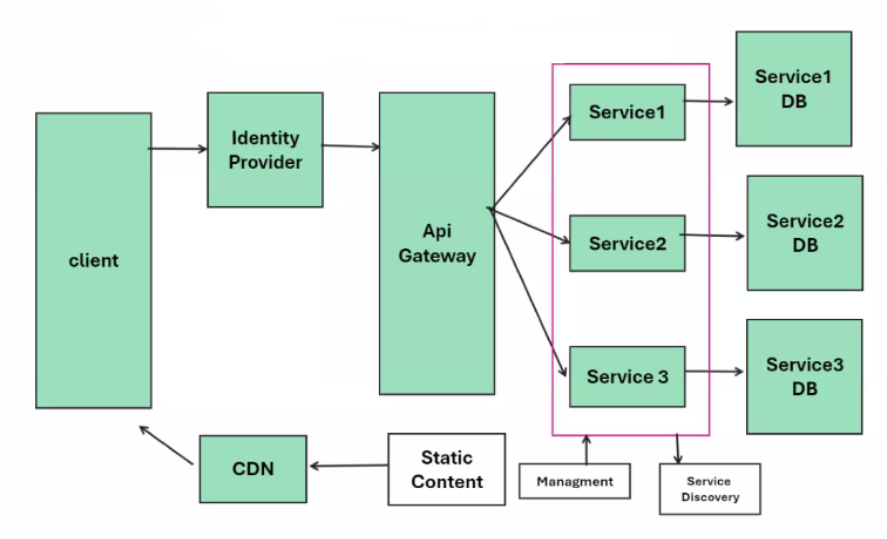 client
Identity
Provider
Api
Gateway
Service1
Service2
Service 3
Service1
DB
Service2
DB
Service3
DB
CDN
Static
Content
Managment
Service
Discovery